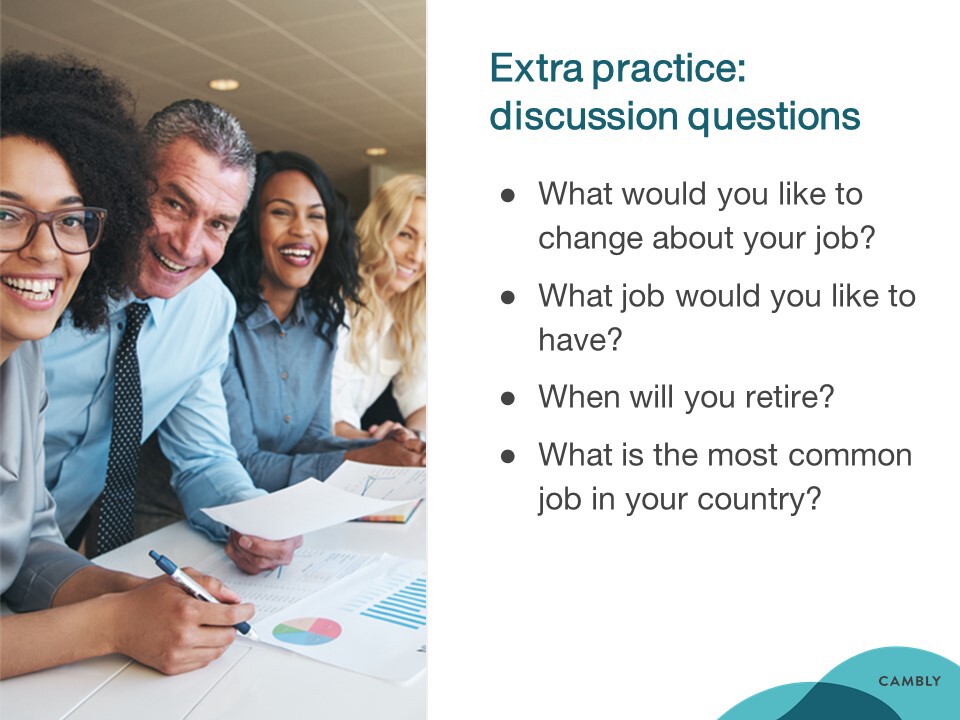 Extra practice:
discussion questions
● What would you like to
change about your job?
● What job would you like to
have?
● When will you retire?
● What is the most common
job in your country?
CAMBLY